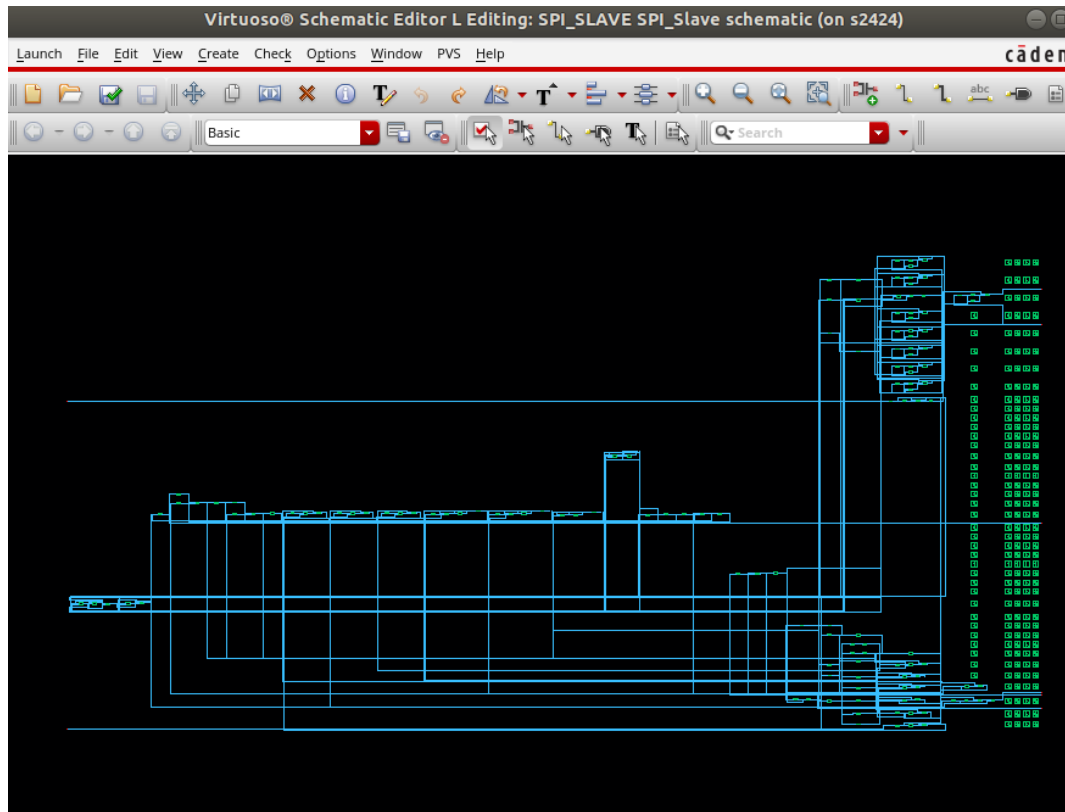 Virtuoso® Schematic Editor L Editing: SPI_SLAVE SPI_Slave schematic (on s2424)
Launch File Edit View Create Check Options Window PVS Help cāden
abc
Basic Search